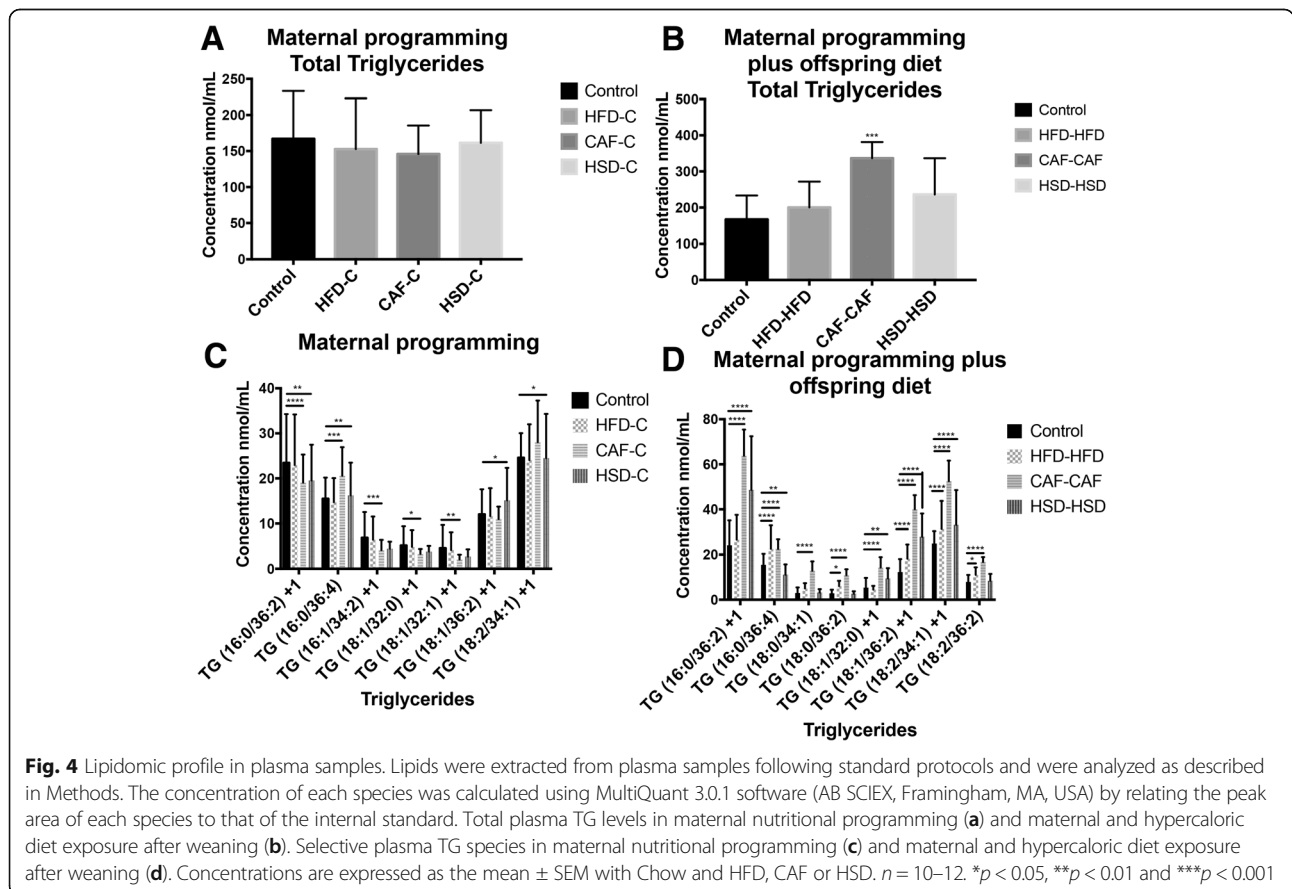 A
Maternal programming
Total Triglycerides
Concentration nmol/mL
250
200
150
100
50
0
Control
HFD-C
CAF-C
HSD-C
Control
HFD-C
CAF-C
HSD-C
B
Maternal programming
plus offspring diet
Total Triglycerides
Concentration nmol/mL
500
400
300
200
100
0
***
Control
HFD-HFD
CAF-CAF
HSD-HSD
Control
HFD-HFD
CAF-CAF
HSD-HSD
C
Maternal programming
Concentration nmol/mL
40
30
20
10
0
**
****
**
***
***
*
**
*
*
Control
HFD-C
CAF-C
HSD-C
TG (16:0/36:2) +1
TG (16:0/36:4)
TG (16:1/34:2) +1
TG (18:1/32:0) +1
TG (18:1/32:1) +1
TG (18:1/36:2) +1
TG (18:2/34:1) +1
Triglycerides
D
Maternal programming plus
offspring diet
Concentration nmol/mL
80
60
40
20
0
****
****
**
****
****
****
****
*
**
****
****
****
****
****
****
****
****
*
Control
HFD-HFD
CAF-CAF
HSD-HSD
TG (16:0/36:2) +1
TG (16:0/36:4)
TG (18:0/34:1)
TG (18:0/36:2)
TG (18:1/32:0) +1
TG (18:1/36:2) +1
TG (18:2/34:1) +1
TG (18:2/36:2)
Triglycerides
Fig. 4 Lipidomic profile in plasma samples. Lipids were extracted from plasma samples following standard protocols and were analyzed as described
in Methods. The concentration of each species was calculated using MultiQuant 3.0.1 software (AB SCIEX, Framingham, MA, USA) by relating the peak
area of each species to that of the internal standard. Total plasma TG levels in maternal nutritional programming (a) and maternal and hypercaloric
diet exposure after weaning (b). Selective plasma TG species in maternal nutritional programming (c) and maternal and hypercaloric diet exposure
after weaning (d). Concentrations are expressed as the mean ± SEM with Chow and HFD, CAF or HSD. n = 10–12. *p < 0.05, **p < 0.01 and ***p < 0.001